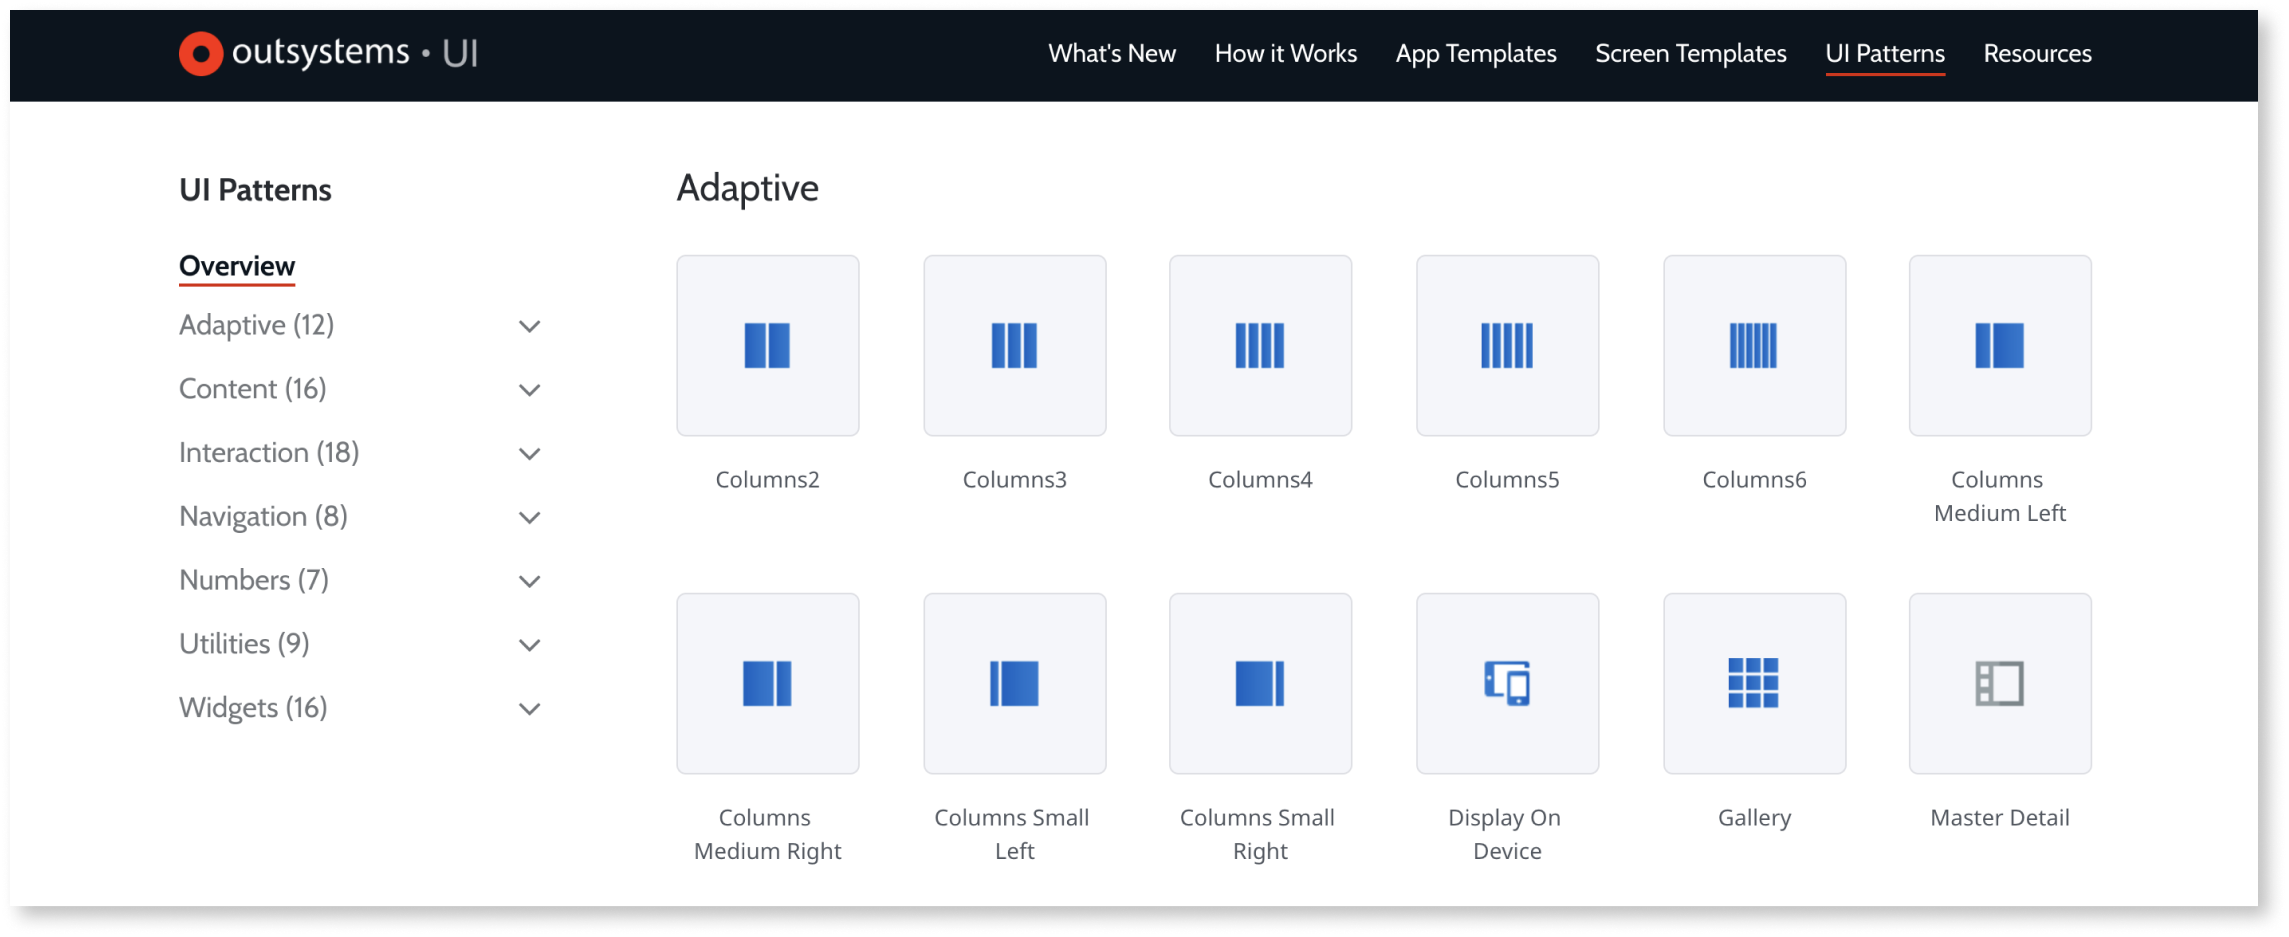 outsystems • UI
What's New How it Works App Templates Screen Templates UI Patterns Resources
UI Patterns
Overview
Adaptive (12)
Content (16)
Interaction (18)
Navigation (8)
Numbers (7)
Utilities (9)
Widgets (16)
Adaptive
Columns2
Columns3
Columns4
Columns5
Columns6
Columns
Medium Left
Columns
Medium Right
Columns Small
Left
Columns Small
Right
Display On
Device
Gallery
Master Detail